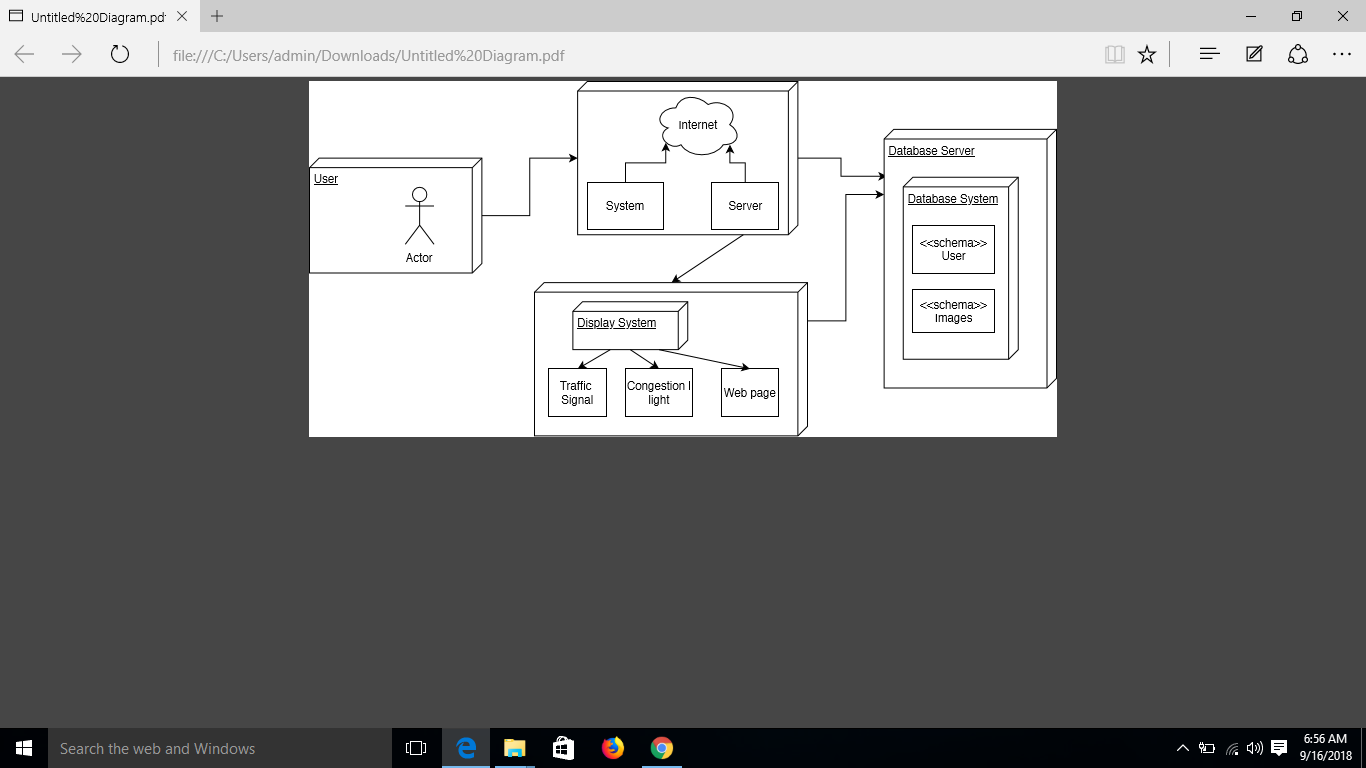 Untitled%20Diagram.pdf
file:///C:/Users/admin/Downloads/Untitled%20Diagram.pdf
Internet
System
Server
User
Actor
Database Server
Database System
<<schema>>
User
<<schema>>
Images
Display System
Traffic
Signal
Congestion l
light
Web page
Search the web and Windows
6:56 AM
9/16/2018